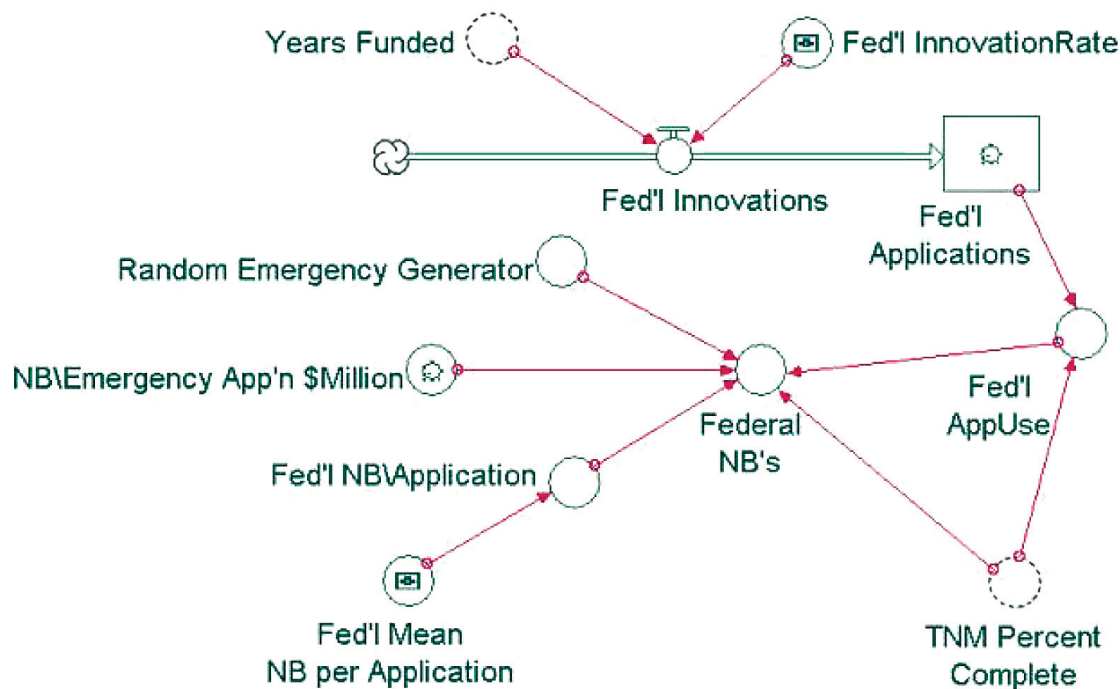 Years Funded
Fed'l InnovationRate
Fed'l Innovations
Fed'l
Applications
Random Emergency Generator
NB\Emergency App'n $Million
Federal
NB's
Fed'l
AppUse
Fed'l NB\Application
Fed'l Mean
NB per Application
TNM Percent
Complete